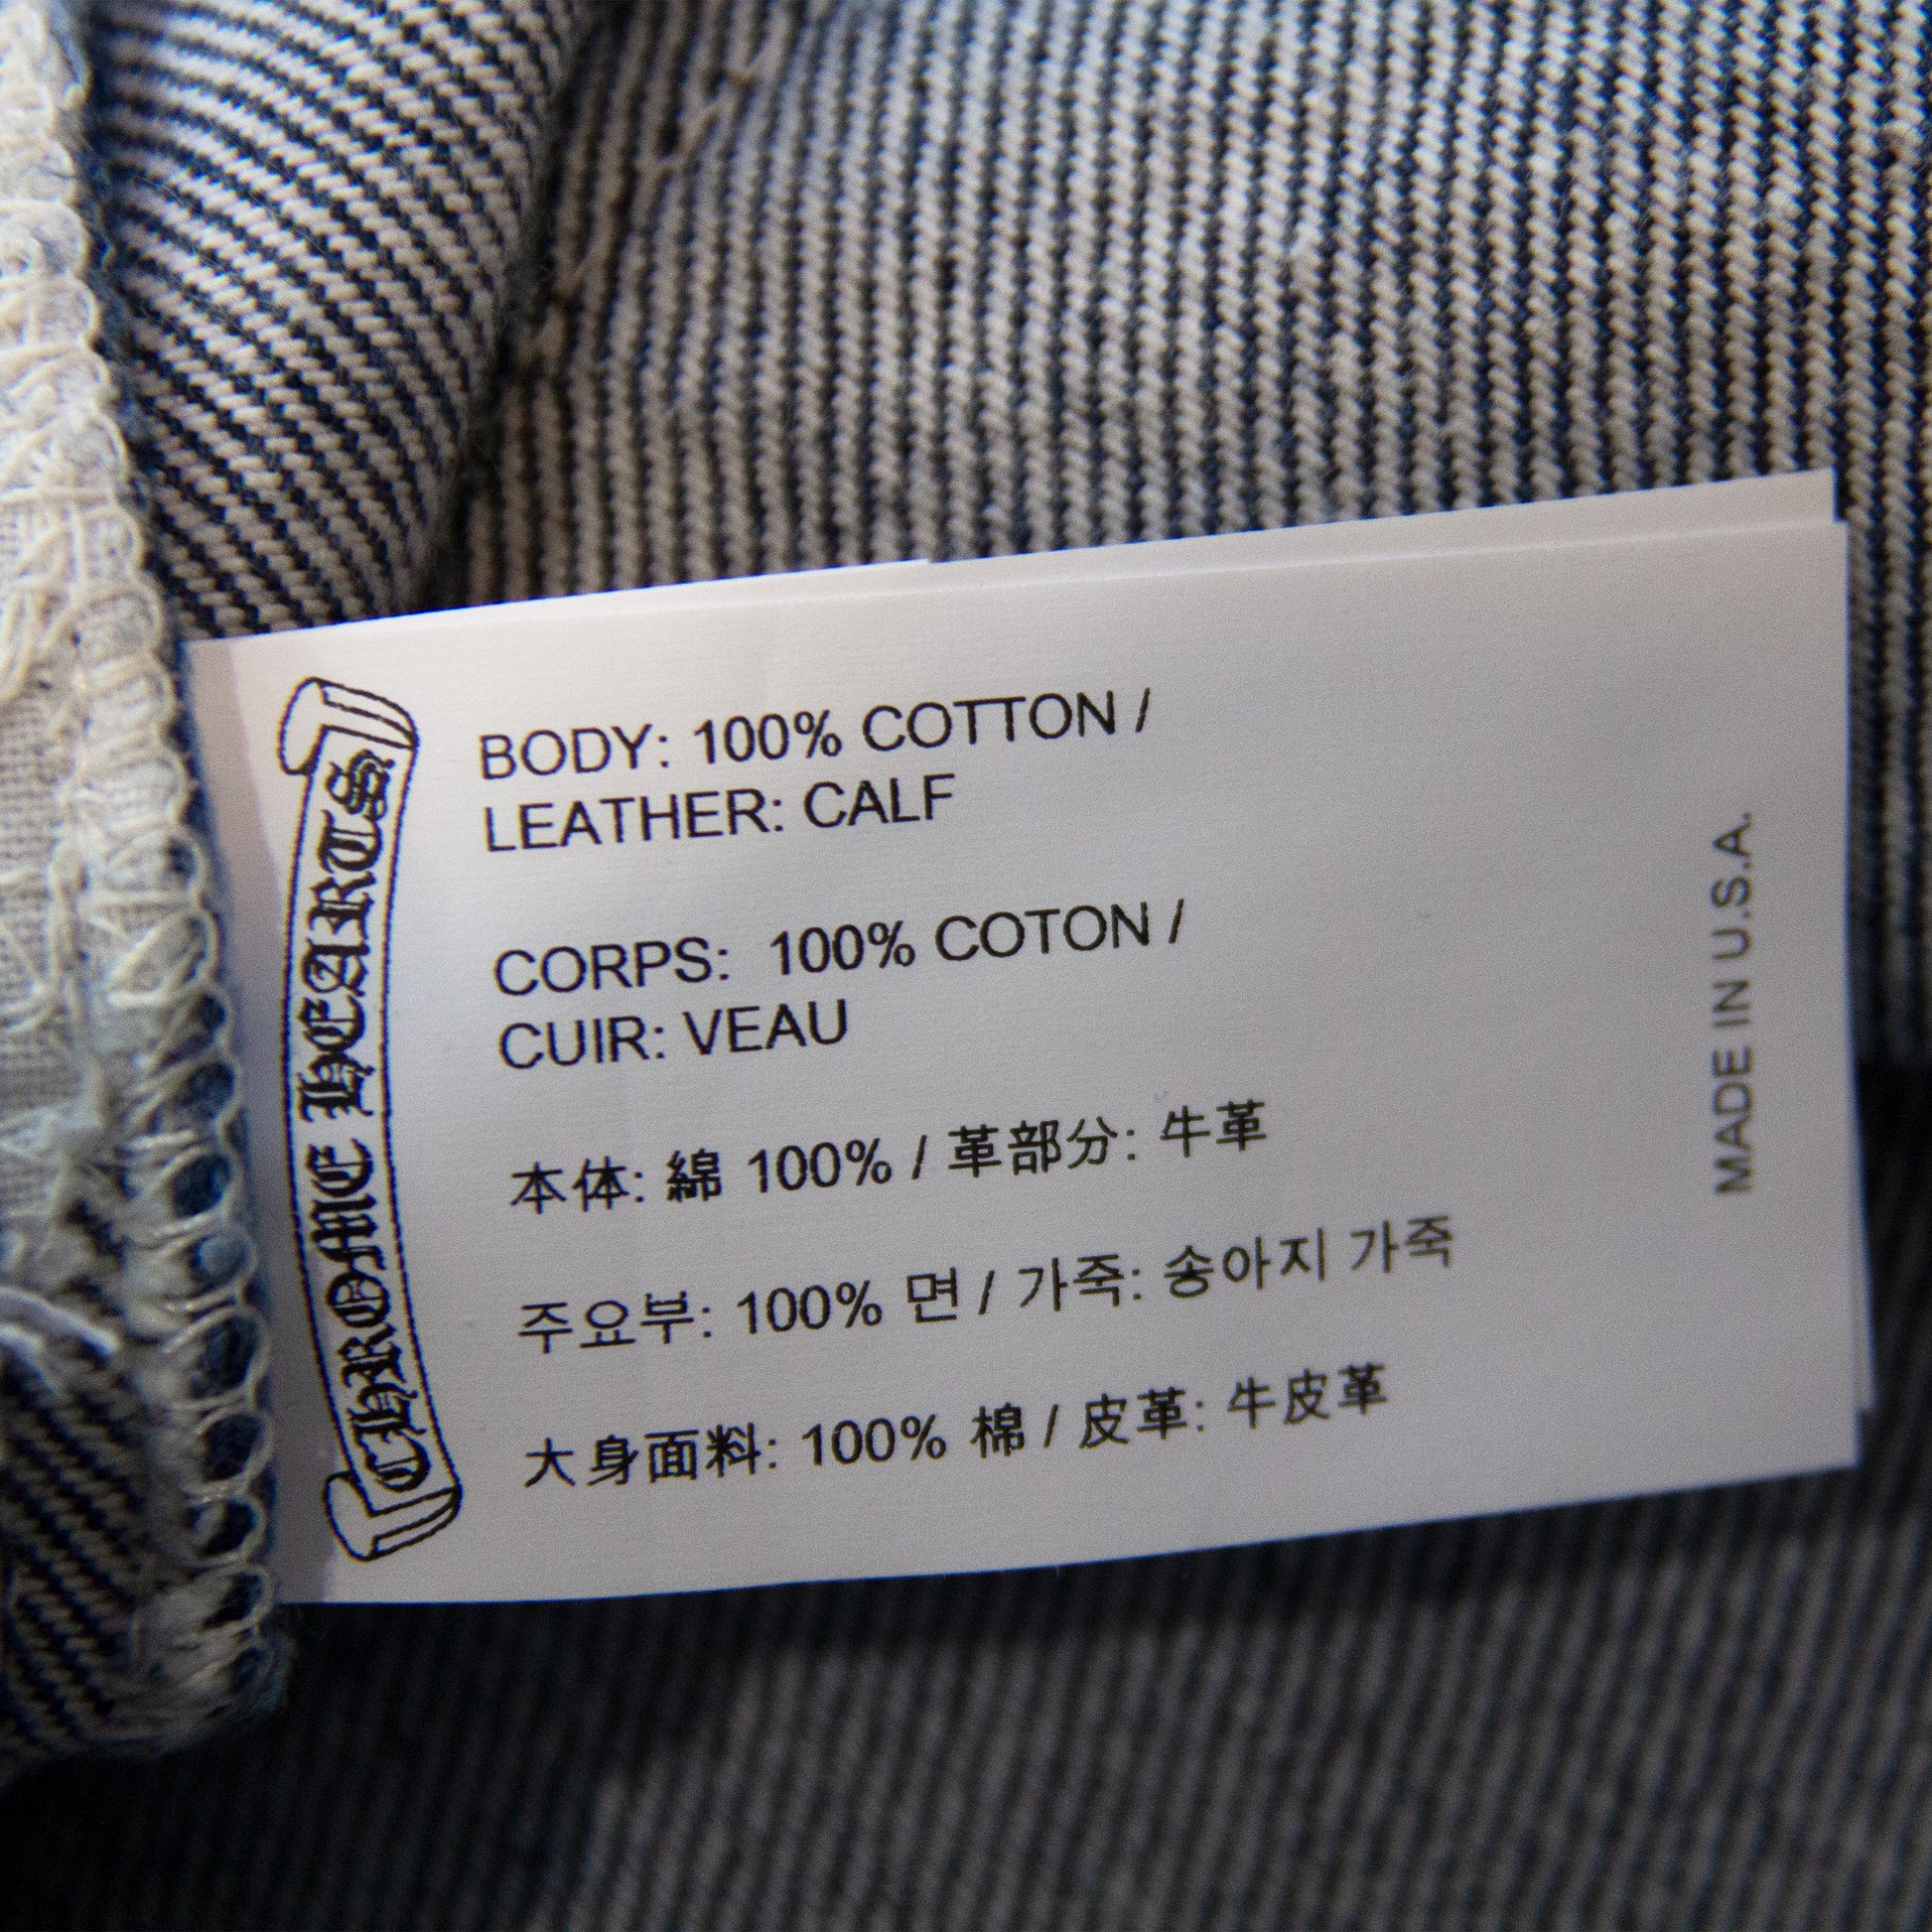 CHROME HEARTS
BODY: 100% COTTON /
LEATHER: CALF
CORPS: 100% COTON /
CUIR: VEAU
本体: 綿 100% / 革部分: 牛革
주요부: 100% 면 / 가죽: 송아지 가죽
大身面料: 100% 棉 / 皮革: 牛皮革
MADE IN U.S.A.